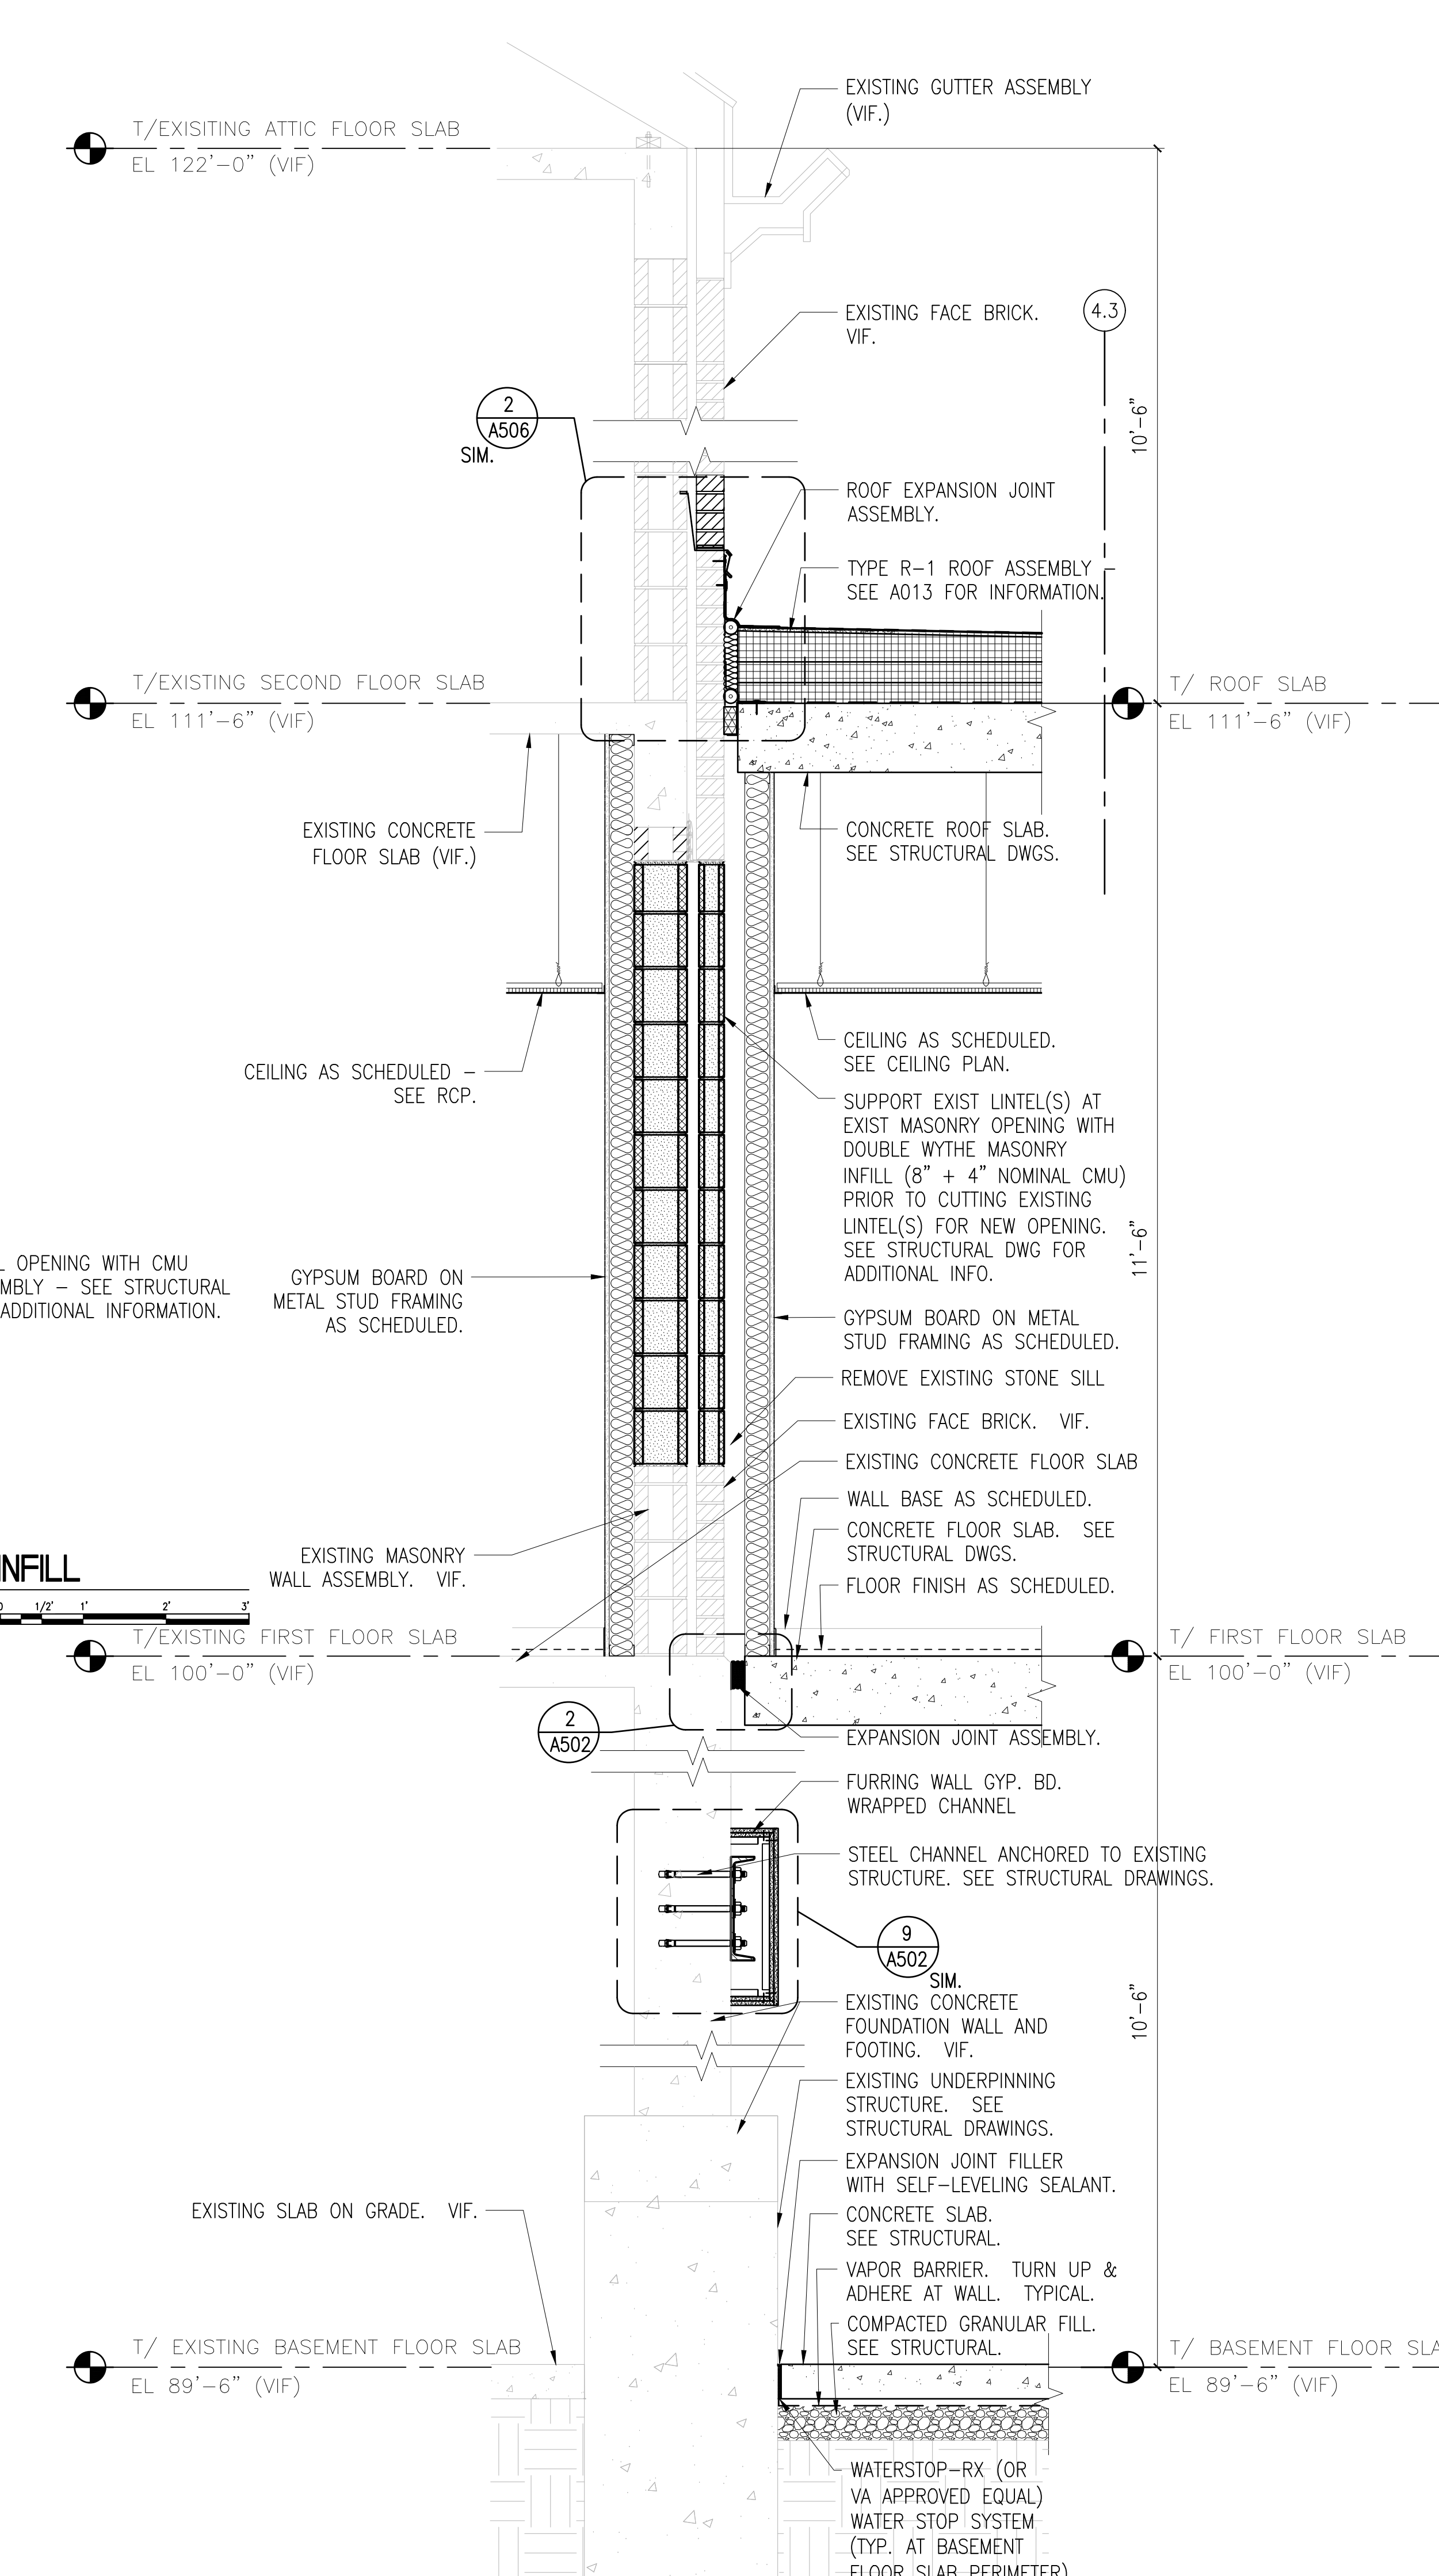 EXISTING GUTTER ASSEMBLY
(VIF.)
T/EXISITING ATTIC FLOOR SLAB
EL 122'-0" (VIF)
EXISTING FACE BRICK.
VIF.
4.3
10'-6"
2
A506
SIM.
ROOF EXPANSION JOINT
ASSEMBLY.
TYPE R-1 ROOF ASSEMBLY -
SEE A013 FOR INFORMATION.
T/EXISTING SECOND FLOOR SLAB
EL 111'-6" (VIF)
T/ ROOF SLAB
EL 111'-6" (VIF)
EXISTING CONCRETE
FLOOR SLAB (VIF.)
CONCRETE ROOF SLAB.
SEE STRUCTURAL DWGS.
CEILING AS SCHEDULED -
SEE RCP.
CEILING AS SCHEDULED.
SEE CEILING PLAN.
SUPPORT EXIST LINTEL(S) AT
EXIST MASONRY OPENING WITH
DOUBLE WYTHE MASONRY
INFILL (8" + 4" NOMINAL CMU)
PRIOR TO CUTTING EXISTING
LINTEL(S) FOR NEW OPENING.
SEE STRUCTURAL DWG FOR
ADDITIONAL INFO.
11'-6"
OPENING WITH CMU
MBLY - SEE STRUCTURAL
ADDITIONAL INFORMATION.
GYPSUM BOARD ON
METAL STUD FRAMING
AS SCHEDULED.
GYPSUM BOARD ON METAL
STUD FRAMING AS SCHEDULED.
REMOVE EXISTING STONE SILL
EXISTING FACE BRICK. VIF.
EXISTING CONCRETE FLOOR SLAB
WALL BASE AS SCHEDULED.
CONCRETE FLOOR SLAB. SEE
STRUCTURAL DWGS.
FLOOR FINISH AS SCHEDULED.
EXISTING MASONRY
WALL ASSEMBLY. VIF.
NFILL
0 1/2' 1' 2' 3'
T/EXISTING FIRST FLOOR SLAB
EL 100'-0" (VIF)
T/ FIRST FLOOR SLAB
EL 100'-0" (VIF)
2
A502
EXPANSION JOINT ASSEMBLY.
FURRING WALL GYP. BD.
WRAPPED CHANNEL
STEEL CHANNEL ANCHORED TO EXISTING
STRUCTURE. SEE STRUCTURAL DRAWINGS.
9
A502
SIM.
EXISTING CONCRETE
FOUNDATION WALL AND
FOOTING. VIF.
10'-6"
EXISTING UNDERPINNING
STRUCTURE. SEE
STRUCTURAL DRAWINGS.
EXPANSION JOINT FILLER
WITH SELF-LEVELING SEALANT.
EXISTING SLAB ON GRADE. VIF.
CONCRETE SLAB.
SEE STRUCTURAL.
VAPOR BARRIER. TURN UP &
ADHERE AT WALL. TYPICAL.
COMPACTED GRANULAR FILL.
SEE STRUCTURAL.
T/ EXISTING BASEMENT FLOOR SLAB
EL 89'-6" (VIF)
T/ BASEMENT FLOOR SLA
EL 89'-6" (VIF)
WATERSTOP-RX (OR
VA APPROVED EQUAL)
WATER STOP SYSTEM
(TYP. AT BASEMENT
FLOOR SLAB PERIMETER)